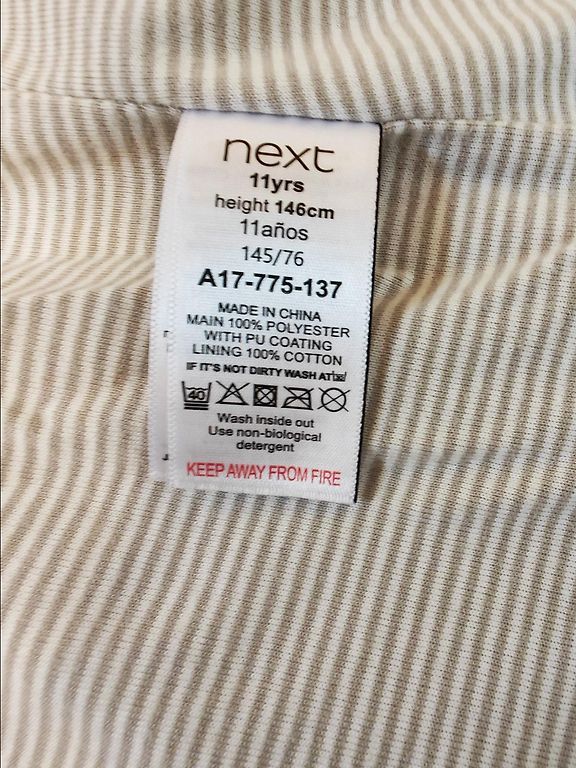 next
11yrs
height 146cm
11años
145/76
A17-775-137
MADE IN CHINA
MAIN 100% POLYESTER
WITH PU COATING
LINING 100% COTTON
IF IT'S NOT DIRTY WASH AT
40
Wash inside out
Use non-biological
detergent
KEEP AWAY FROM FIRE